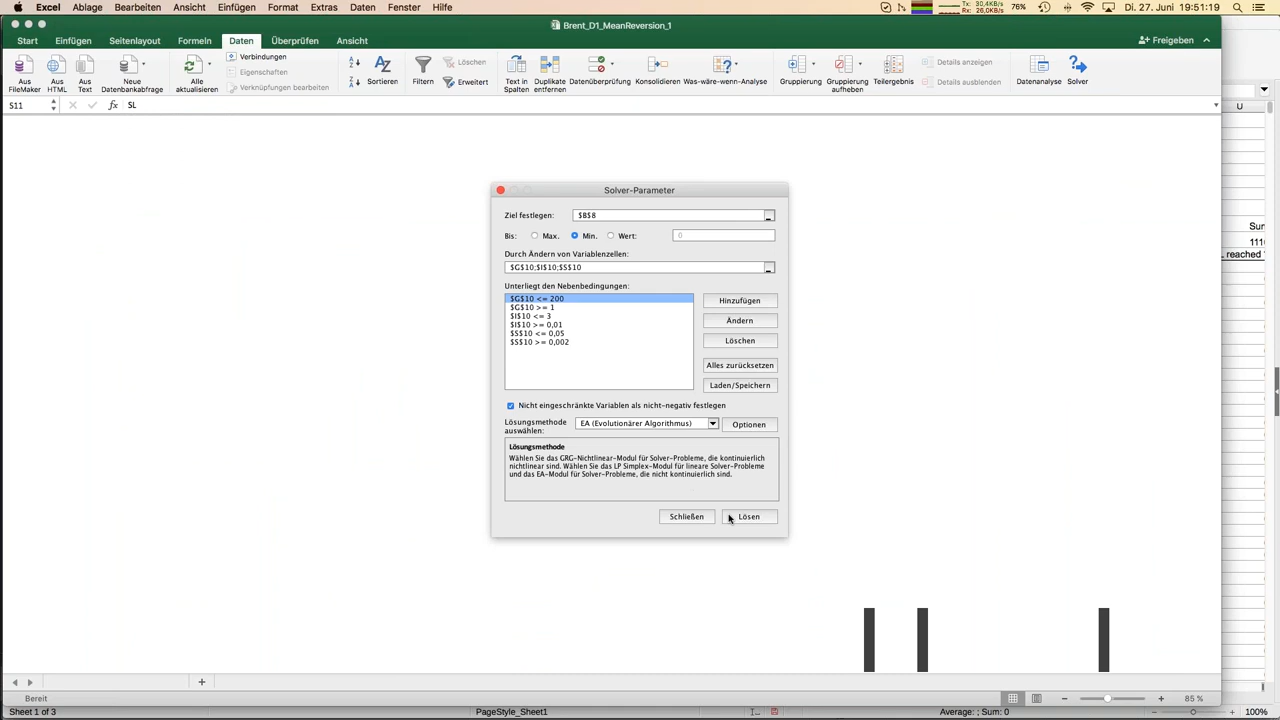 Excel Ablage Bearbeiten Ansicht Einfügen Format Extras Daten Fenster Hilfe Tx: 30,4KB/s Rx: 26,0KB/s 76% Di. 27. Juni 19:51:19
Brent_D1_MeanReversion_1
Start Einfügen Seitenlayout Formeln Daten Überprüfen Ansicht Freigeben
Aus FileMaker
Aus HTML
Aus Text
Neue Datenbankabfrage
Alle aktualisieren
Verbindungen
Eigenschaften
Verknüpfungen bearbeiten
Sortieren
Filtern
Löschen
Erweitert
Text in Spalten
Duplikate entfernen
Datenüberprüfung
Konsolidieren
Was-wäre-wenn-Analyse
Gruppierung
Gruppierung aufheben
Teilergebnis
Details anzeigen
Details ausblenden
Datenanalyse
Solver
S11 fx SL
U
Sum
111
reached
Solver-Parameter
Ziel festlegen: $B$8
Bis: Max. Min. Wert: 0
Durch Ändern von Variablenzellen:
$G$10;$I$10;$S$10
Unterliegt den Nebenbedingungen:
$G$10 <= 200
$G$10 >= 1
$I$10 <= 3
$I$10 >= 0,01
$S$10 <= 0,05
$S$10 >= 0,002
Hinzufügen
Ändern
Löschen
Alles zurücksetzen
Laden/Speichern
Nicht eingeschränkte Variablen als nicht-negativ festlegen
Lösungsmethode auswählen: EA (Evolutionärer Algorithmus) Optionen
Lösungsmethode
Wählen Sie das GRG-Nichtlinear-Modul für Solver-Probleme, die kontinuierlich
nichtlinear sind. Wählen Sie das LP Simplex-Modul für lineare Solver-Probleme
und das EA-Modul für Solver-Probleme, die nicht kontinuierlich sind.
Schließen Lösen
Bereit 85 %
Sheet 1 of 3 PageStyle_Sheet1 Average: ; Sum: 0 100%